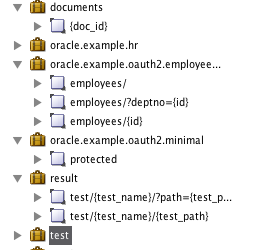 documents
{doc_id}
oracle.example.hr
oracle.example.oauth2.employee...
employees/
employees/?deptno={id}
employees/{id}
oracle.example.oauth2.minimal
protected
result
test/{test_name}/?path={test_p...
test/{test_name}/{test_path}
test